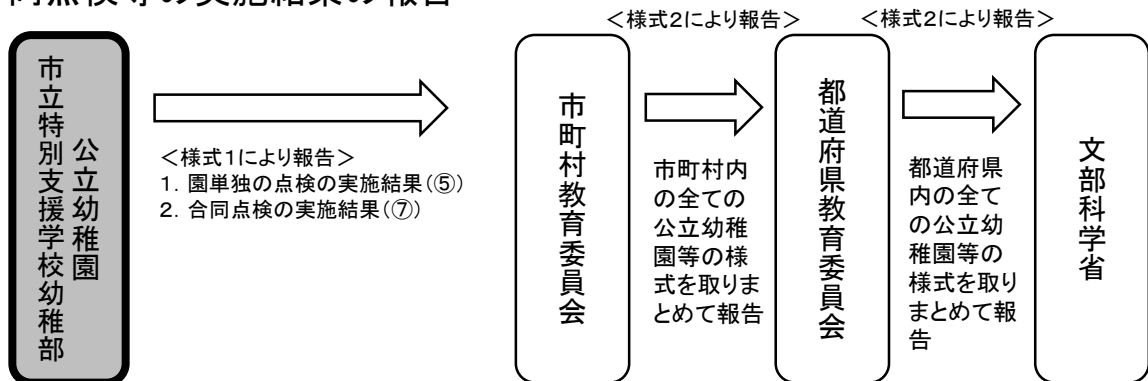 同点検等の実施結果の報告
公立幼稚園
市立特別支援学校幼稚部
<様式1により報告>
1．園単独の点検の実施結果(⑤)
2．合同点検の実施結果(⑦)
市町村教育委員会
<様式2により報告>
市町村内
の全ての
公立幼稚
園等の様
式を取りま
とめて報告
都道府県教育委員会
<様式2により報告>
都道府県
内の全て
の公立幼
稚園等の
様式を取り
まとめて報
告
文部科学省